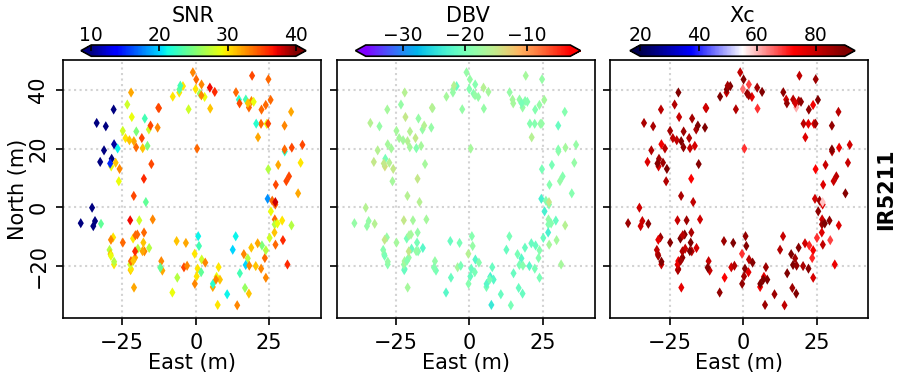 SNR DBV Xc
10 20 30 40 −30 −20 −10 20 40 60 80
40
20
0
−20
North (m)
IR5211
−25 0 25 −25 0 25 −25 0 25
East (m) East (m) East (m)